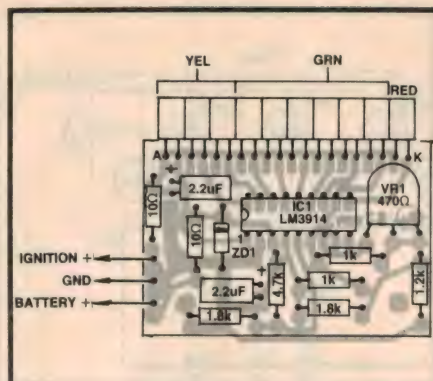 YEL GRN
RED
A K
+
2.2uF
10Ω
IC1
LM3914
VR1
470Ω
10Ω
1
ZD1
IGNITION +
GND
BATTERY +
+
2.2uF
1.8k
4.7k
1k
1k
1.8k
1.2k